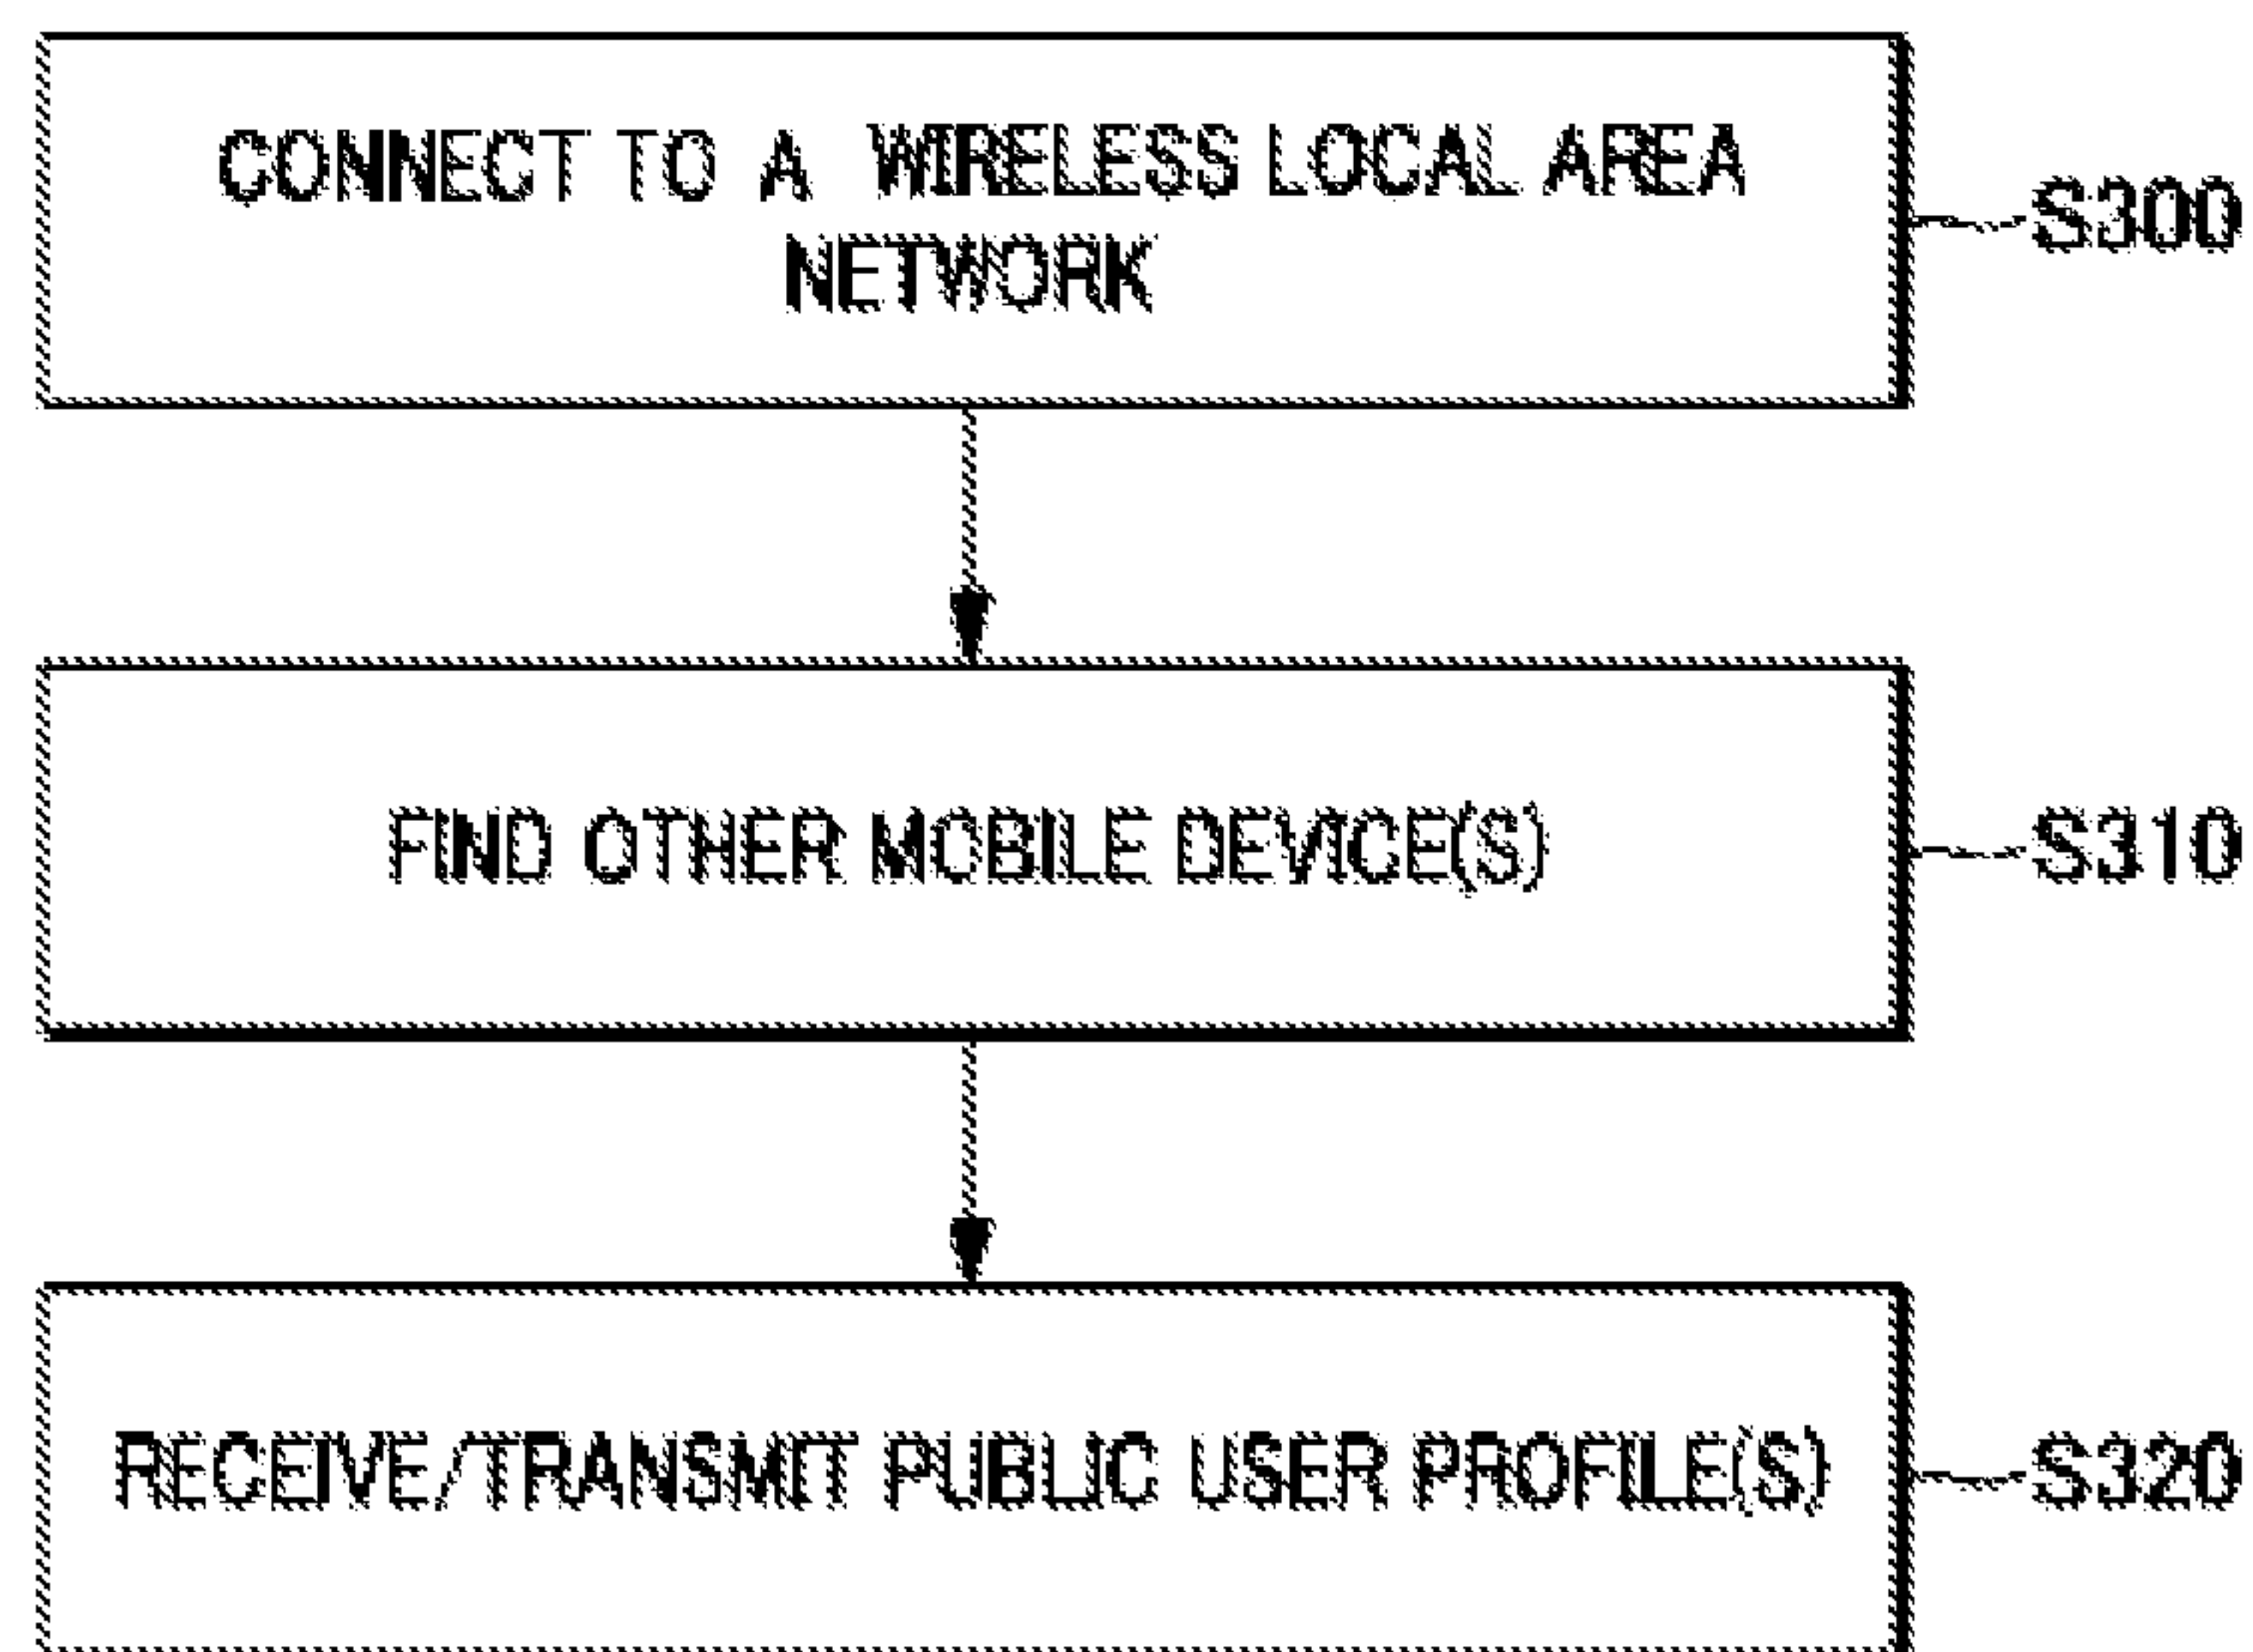 CONNECT TO A WIRELESS LOCAL AREA
NETWORK
S300
FIND OTHER MOBILE DEVICE(S)
S310
RECEIVE/TRANSMIT PUBLIC USER PROFILE(S)
S320